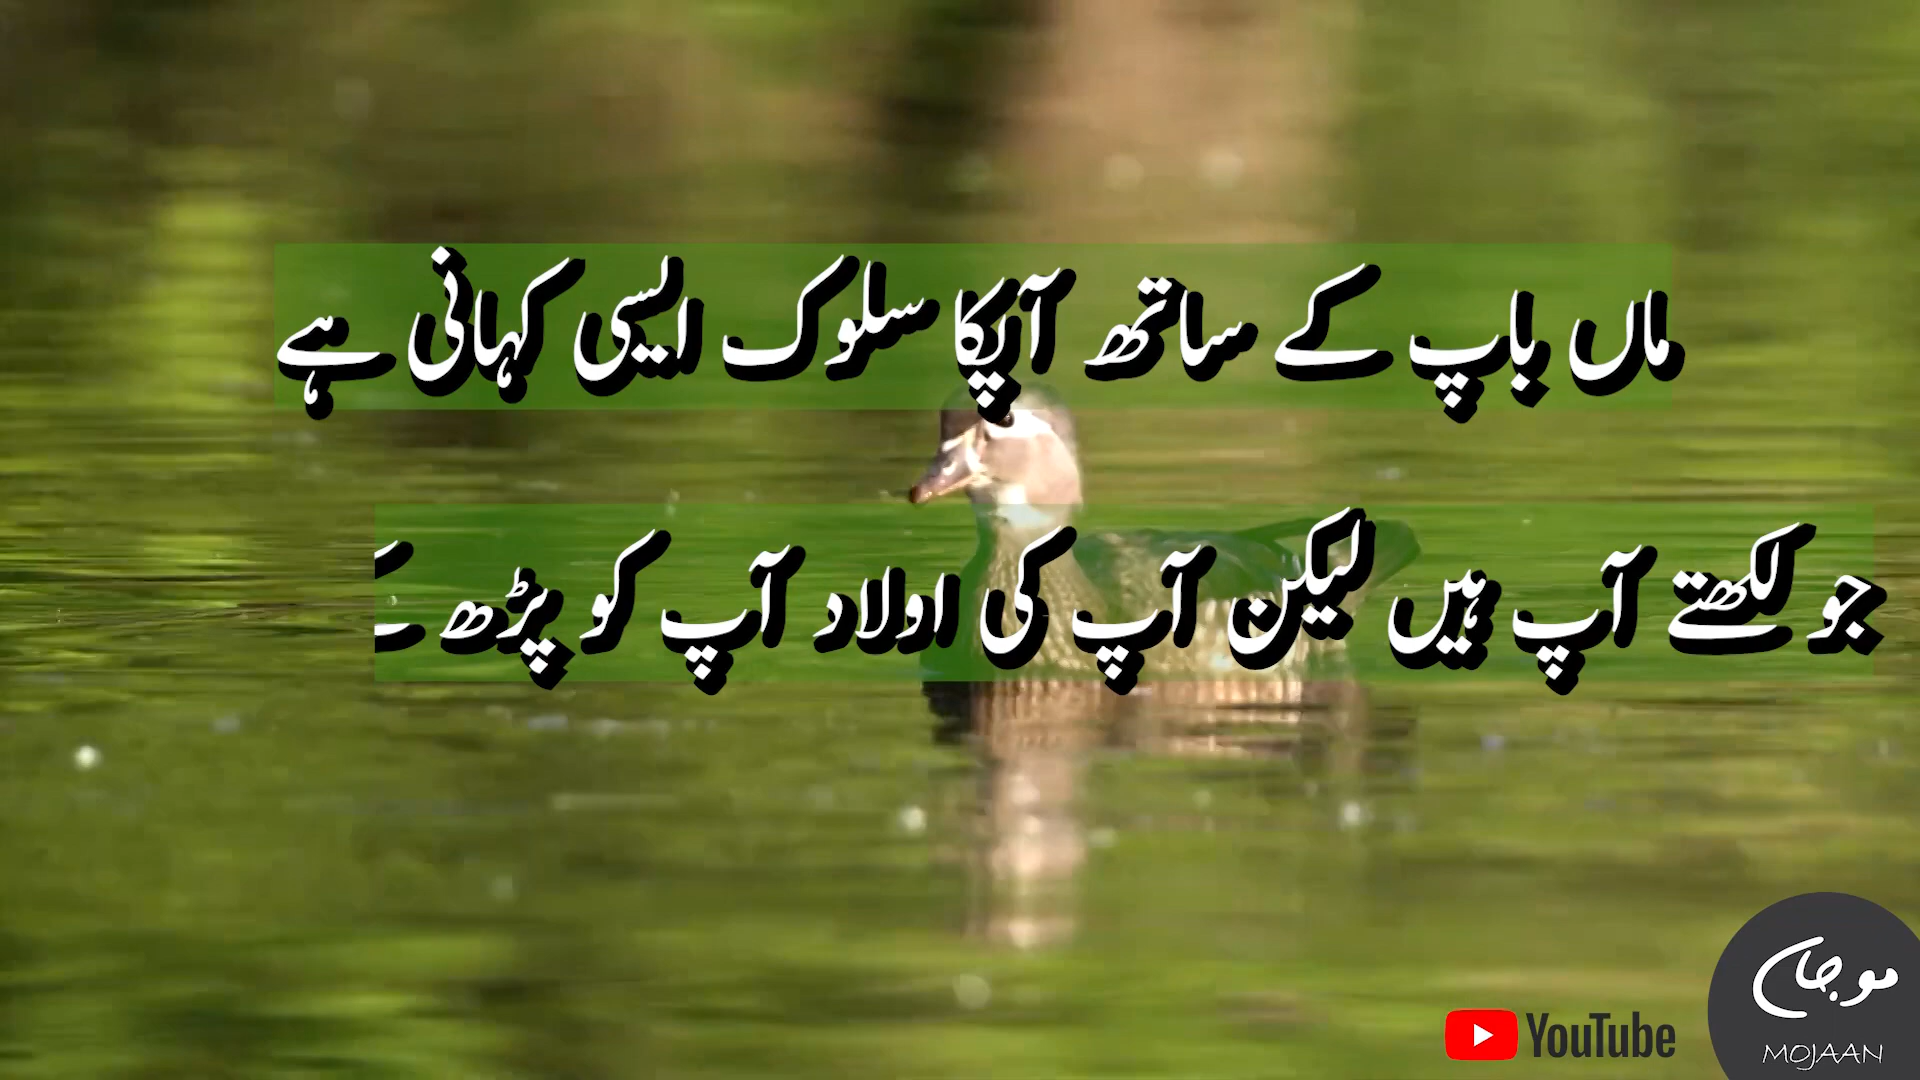 ماں باپ کے ساتھ آپکا سلوک ایسی کہانی ہے
جو لکھتے آپ ہیں لیکن آپ کی اولاد آپ کو پڑھ کے
YouTube
موجاں
MOJAAN